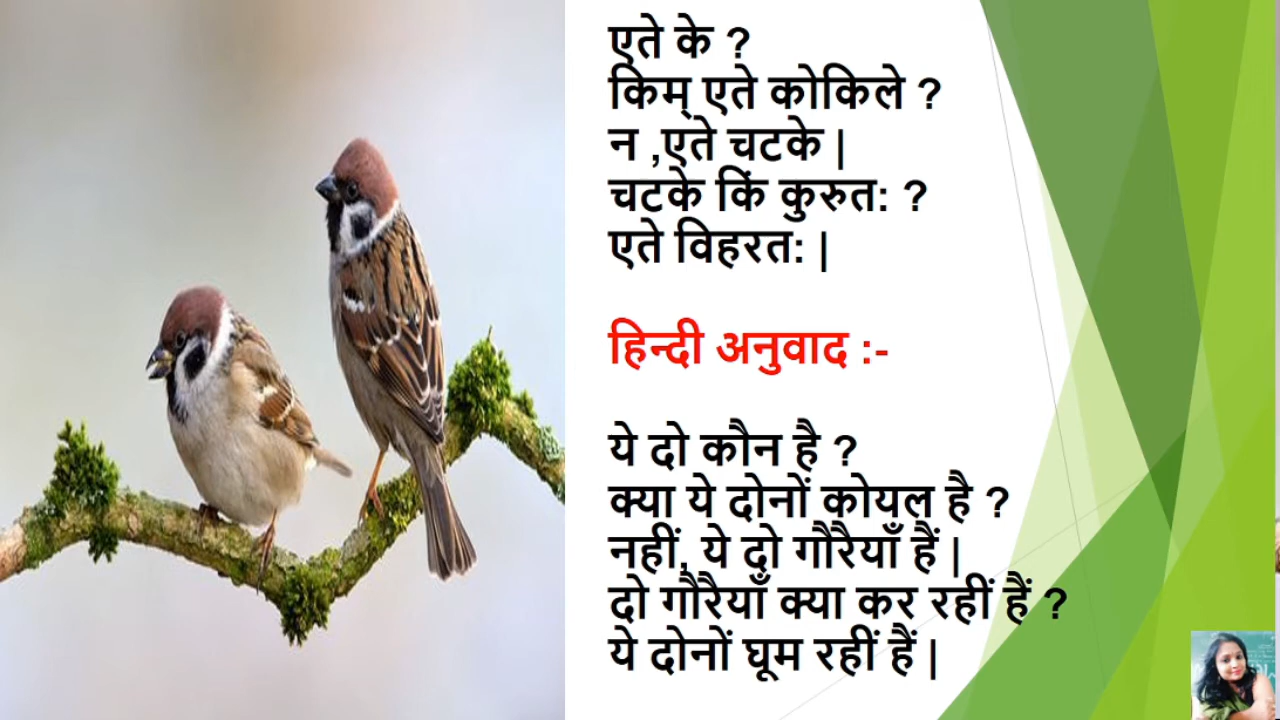 एते के ?
किम् एते कोकिले ?
न ,एते चटके |
चटके किं कुरुत: ?
एते विहरत: |
हिन्दी अनुवाद :-
ये दो कौन है ?
क्या ये दोनों कोयल है ?
नहीं, ये दो गौरैयाँ हैं |
दो गौरैयाँ क्या कर रहीं हैं ?
ये दोनों घूम रहीं हैं |